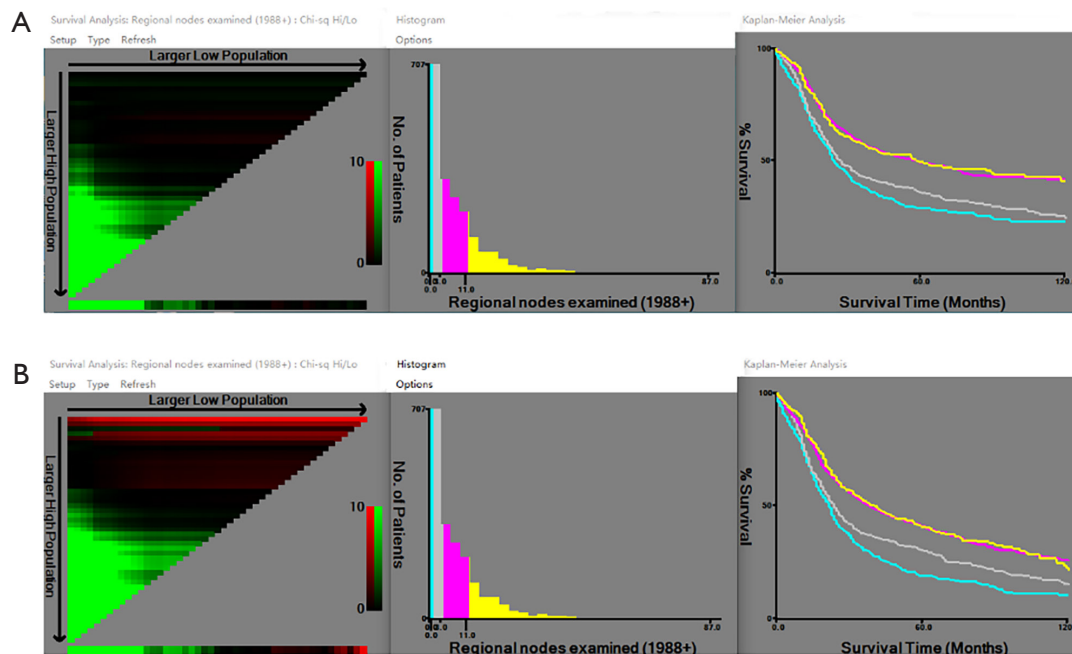 A
Survival Analysis: Regional nodes examined (1988+) : Chi-sq Hi/Lo
Setup Type Refresh
Larger Low Population
Larger High Population
10
0
Histogram
Options
707
No. of Patients
0
0.0
11.0
87.0
Regional nodes examined (1988+)
Kaplan-Meier Analysis
100
50
0
% Survival
0.0
60.0
120.
Survival Time (Months)
B
Survival Analysis: Regional nodes examined (1988+) : Chi-sq Hi/Lo
Setup Type Refresh
Larger Low Population
Larger High Population
10
0
Histogram
Options
707
No. of Patients
0
0.0
11.0
87.0
Regional nodes examined (1988+)
Kaplan-Meier Analysis
100
50
0
% Survival
0.0
60.0
120.
Survival Time (Months)